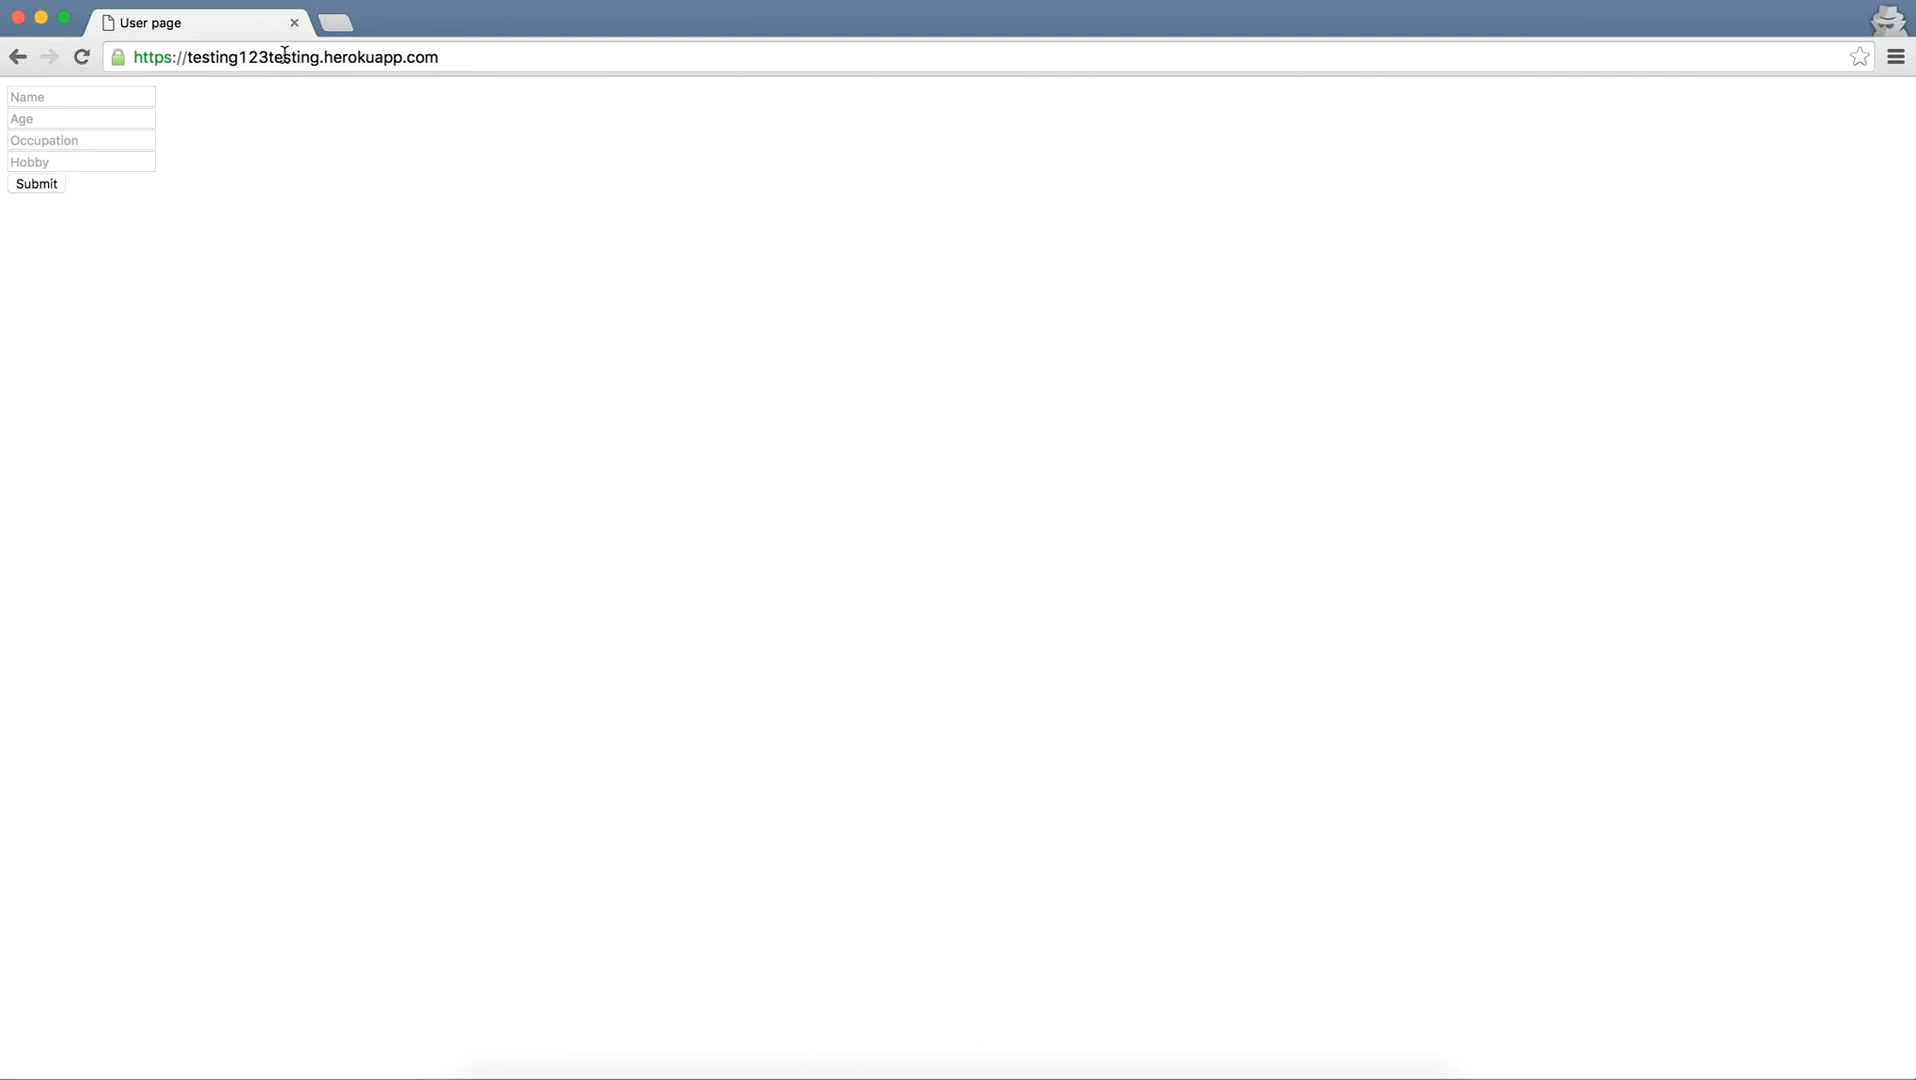 User page
https://testing123testing.herokuapp.com
Name
Age
Occupation
Hobby
Submit